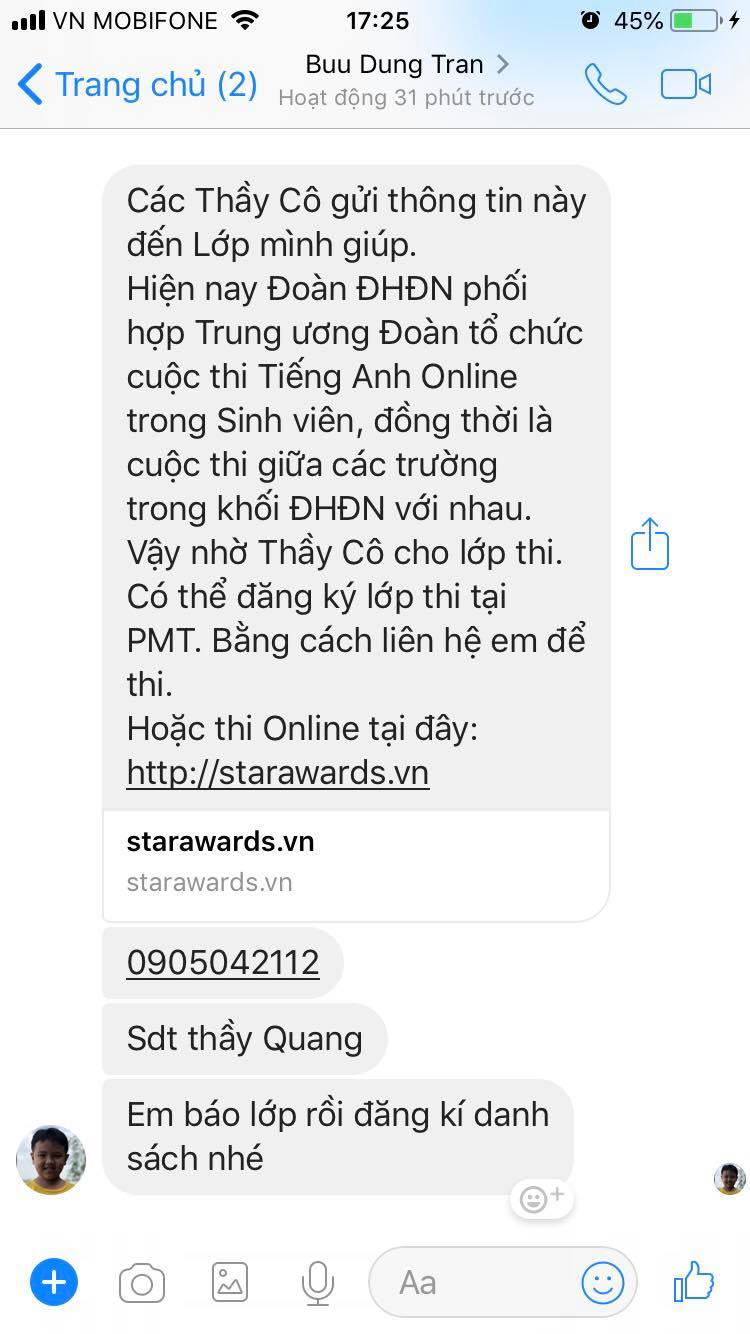 VN MOBIFONE 17:25 45%
Trang chủ (2)
Buu Dung Tran
Hoạt động 31 phút trước
Các Thầy Cô gửi thông tin này
đến Lớp mình giúp.
Hiện nay Đoàn ĐHĐN phối
hợp Trung ương Đoàn tổ chức
cuộc thi Tiếng Anh Online
trong Sinh viên, đồng thời là
cuộc thi giữa các trường
trong khối ĐHĐN với nhau.
Vậy nhờ Thầy Cô cho lớp thi.
Có thể đăng ký lớp thi tại
PMT. Bằng cách liên hệ em để
thi.
Hoặc thi Online tại đây:
http://starawards.vn
starawards.vn
starawards.vn
0905042112
Sdt thầy Quang
Em báo lớp rồi đăng kí danh
sách nhé
Aa